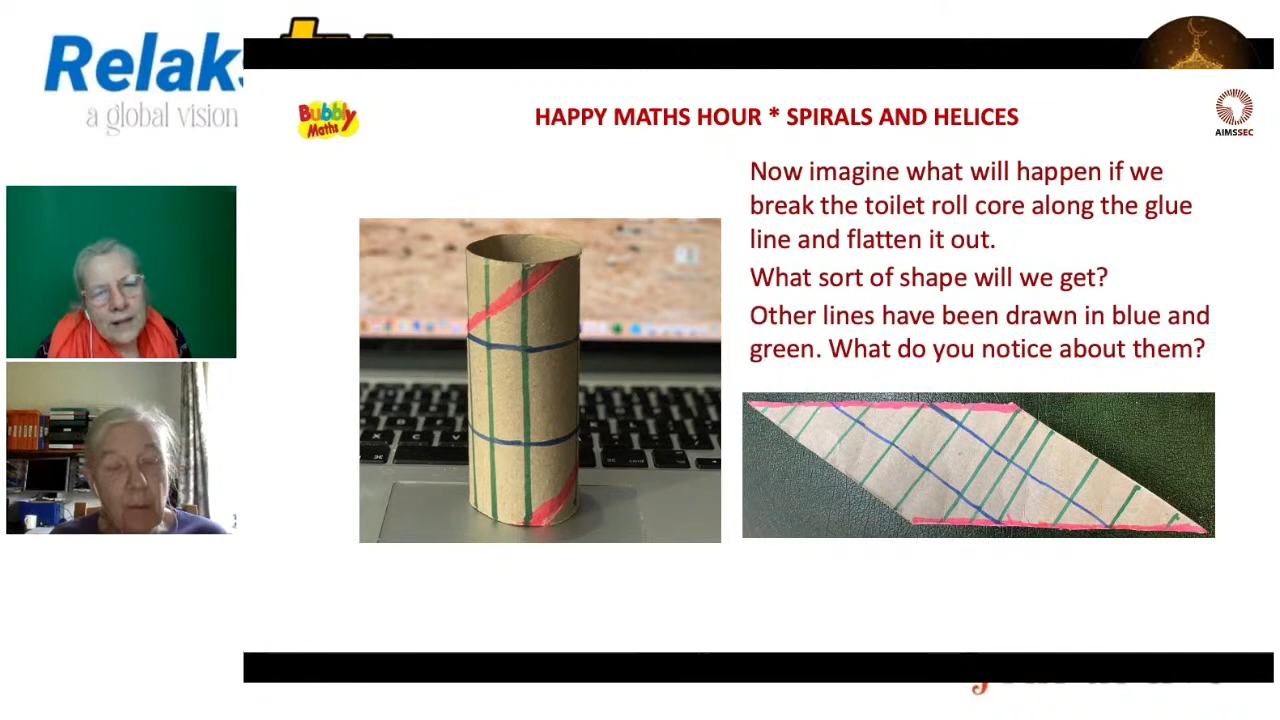 Relaks
a global vision
Bubbly
Maths
HAPPY MATHS HOUR * SPIRALS AND HELICES
AIMSSEC
Now imagine what will happen if we
break the toilet roll core along the glue
line and flatten it out.
What sort of shape will we get?
Other lines have been drawn in blue and
green. What do you notice about them?